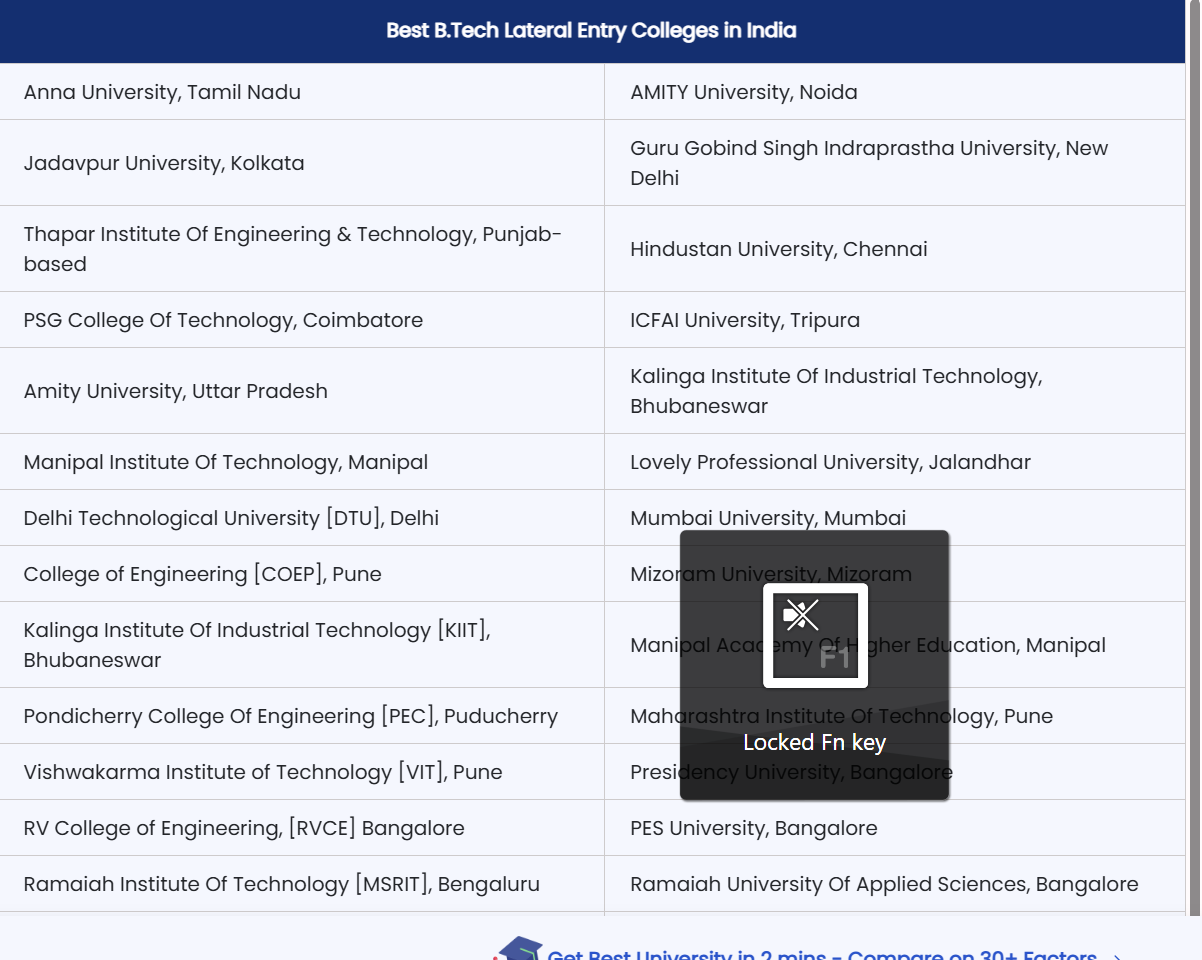 Best B.Tech Lateral Entry Colleges in India
Anna University, Tamil Nadu
AMITY University, Noida
Jadavpur University, Kolkata
Guru Gobind Singh Indraprastha University, New
Delhi
Thapar Institute Of Engineering & Technology, Punjab-
based
Hindustan University, Chennai
PSG College Of Technology, Coimbatore
ICFAI University, Tripura
Amity University, Uttar Pradesh
Kalinga Institute Of Industrial Technology,
Bhubaneswar
Manipal Institute Of Technology, Manipal
Lovely Professional University, Jalandhar
Delhi Technological University [DTU], Delhi
Mumbai University, Mumbai
College of Engineering [COEP], Pune
Mizoram University, Mizoram
Kalinga Institute Of Industrial Technology [KIIT],
Bhubaneswar
Manipal Academy Of Higher Education, Manipal
F1
Pondicherry College Of Engineering [PEC], Puducherry
Maharashtra Institute Of Technology, Pune
Locked Fn key
Vishwakarma Institute of Technology [VIT], Pune
Presidency University, Bangalore
RV College of Engineering, [RVCE] Bangalore
PES University, Bangalore
Ramaiah Institute Of Technology [MSRIT], Bengaluru
Ramaiah University Of Applied Sciences, Bangalore
Get Best University in 2 mins - Compare on 30+ Factors